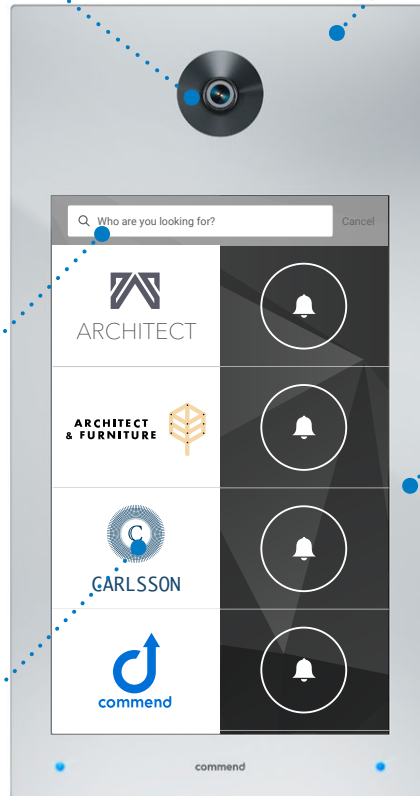 Who are you looking for?
Cancel
ARCHITECT
ARCHITECT
& FURNITURE
C
CARLSSON
commend
commend